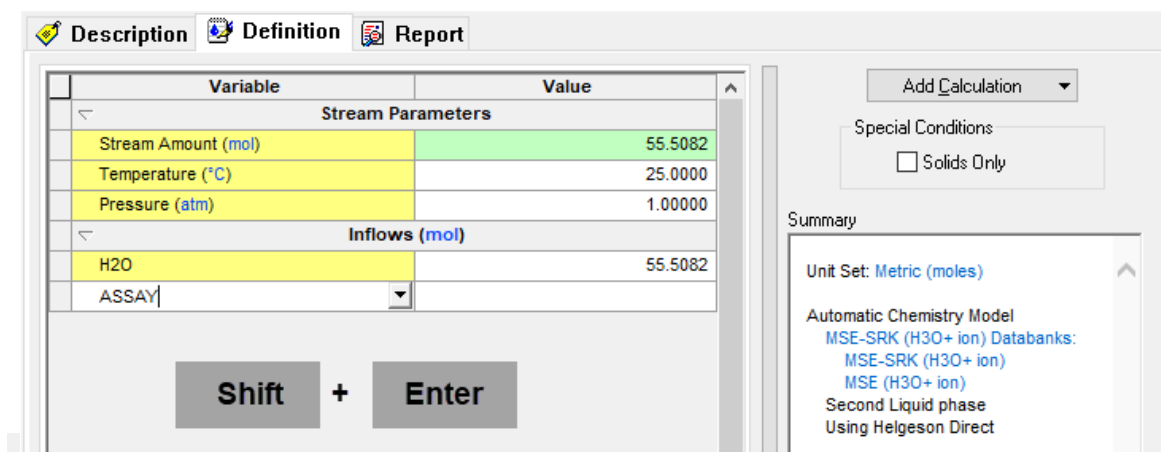 Description Definition Report
Variable Value
Stream Parameters
Stream Amount (mol) 55.5082
Temperature (°C) 25.0000
Pressure (atm) 1.00000
Inflows (mol)
H2O 55.5082
ASSAY
Shift + Enter
Add Calculation
Special Conditions
Solids Only
Summary
Unit Set: Metric (moles)
Automatic Chemistry Model
MSE-SRK (H3O+ ion) Databanks:
MSE-SRK (H3O+ ion)
MSE (H3O+ ion)
Second Liquid phase
Using Helgeson Direct